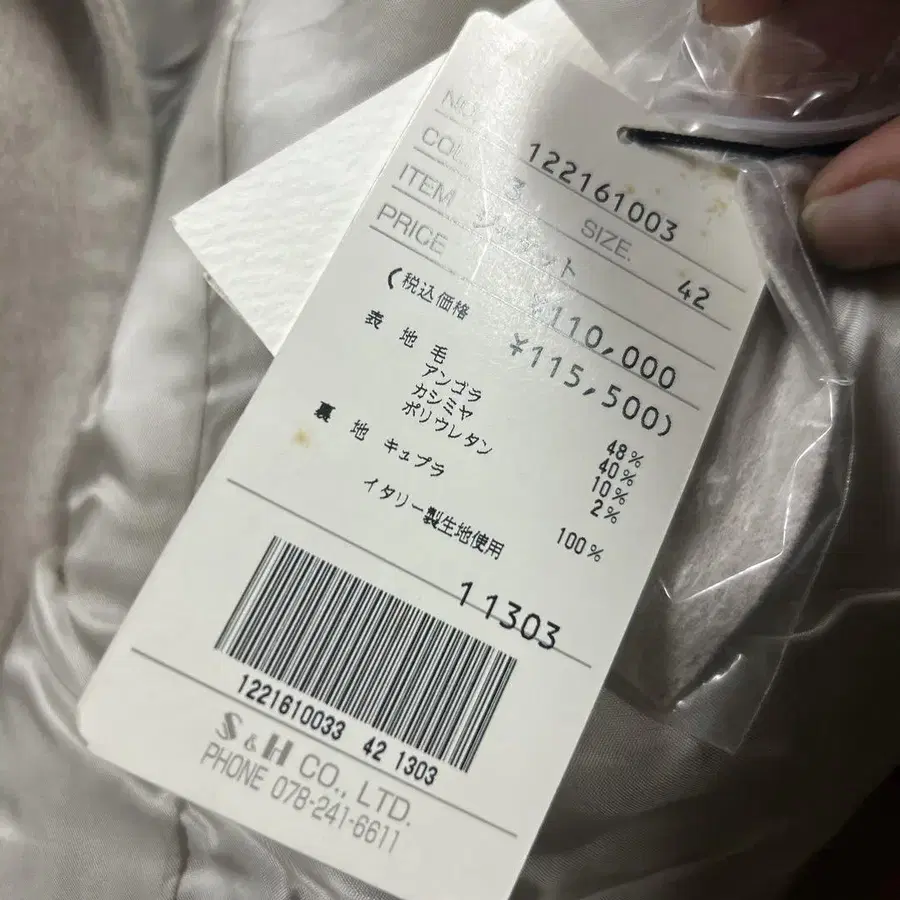 122161003
3 SIZE. 42
ITEM
PRICE ¥110,000
(税込価格 ¥115,500)
表 地 毛 48%
アンゴラ 40%
カシミヤ 10%
ポリウレタン 2%
裏 地 キュプラ 100%
イタリー製生地使用
11303
1221610033 42 1303
S & H CO., LTD.
PHONE 078-241-6611